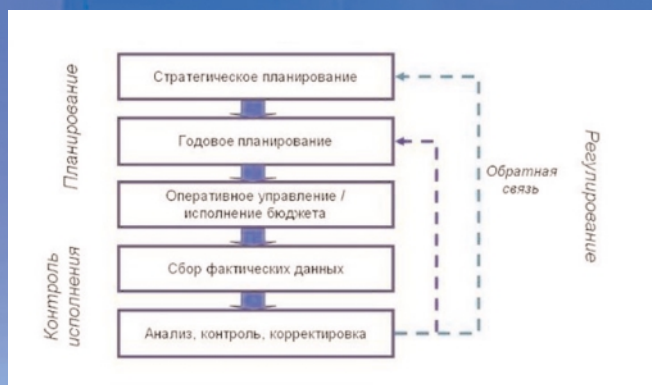 Планирование
Контроль
исполнения
Стратегическое планирование
Годовое планирование
Оперативное управление /
исполнение бюджета
Сбор фактических данных
Анализ, контроль, корректировка
Обратная
связь
Регулирование